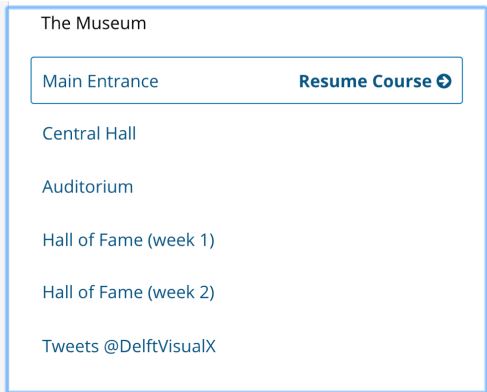 The Museum
Main Entrance Resume Course
Central Hall
Auditorium
Hall of Fame (week 1)
Hall of Fame (week 2)
Tweets @DelftVisualX